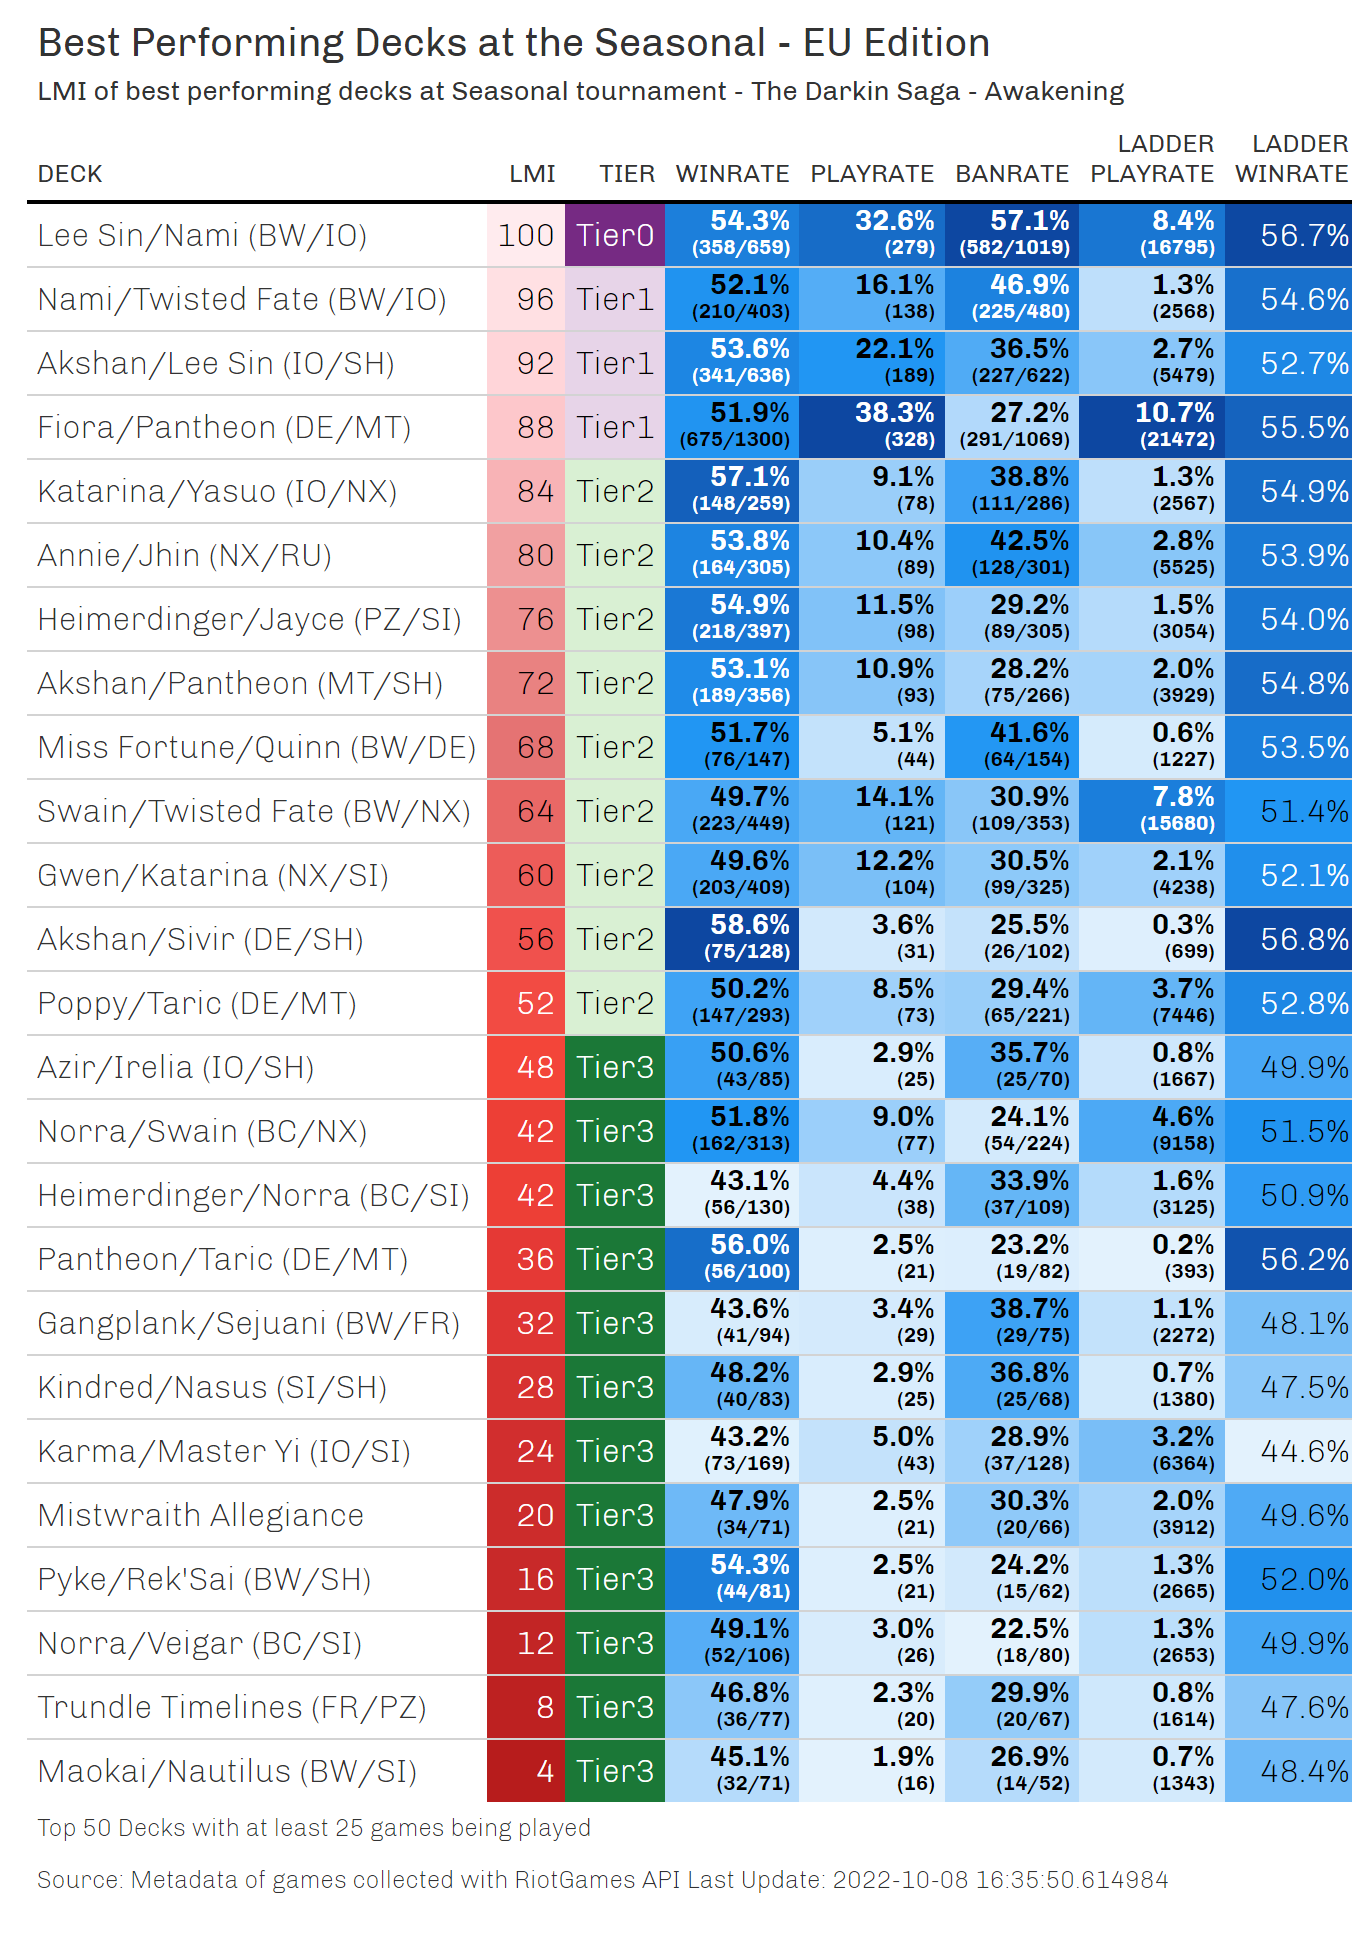 Best Performing Decks at the Seasonal - EU Edition
LMI of best performing decks at Seasonal tournament - The Darkin Saga - Awakening
DECK LMI TIER WINRATE PLAYRATE BANRATE LADDER PLAYRATE LADDER WINRATE
Lee Sin/Nami (BW/IO) 100 Tier0 54.3% (358/659) 32.6% (279) 57.1% (582/1019) 8.4% (16795) 56.7%
Nami/Twisted Fate (BW/IO) 96 Tier1 52.1% (210/403) 16.1% (138) 46.9% (225/480) 1.3% (2568) 54.6%
Akshan/Lee Sin (IO/SH) 92 Tier1 53.6% (341/636) 22.1% (189) 36.5% (227/622) 2.7% (5479) 52.7%
Fiora/Pantheon (DE/MT) 88 Tier1 51.9% (675/1300) 38.3% (328) 27.2% (291/1069) 10.7% (21472) 55.5%
Katarina/Yasuo (IO/NX) 84 Tier2 57.1% (148/259) 9.1% (78) 38.8% (111/286) 1.3% (2567) 54.9%
Annie/Jhin (NX/RU) 80 Tier2 53.8% (164/305) 10.4% (89) 42.5% (128/301) 2.8% (5525) 53.9%
Heimerdinger/Jayce (PZ/SI) 76 Tier2 54.9% (218/397) 11.5% (98) 29.2% (89/305) 1.5% (3054) 54.0%
Akshan/Pantheon (MT/SH) 72 Tier2 53.1% (189/356) 10.9% (93) 28.2% (75/266) 2.0% (3929) 54.8%
Miss Fortune/Quinn (BW/DE) 68 Tier2 51.7% (76/147) 5.1% (44) 41.6% (64/154) 0.6% (1227) 53.5%
Swain/Twisted Fate (BW/NX) 64 Tier2 49.7% (223/449) 14.1% (121) 30.9% (109/353) 7.8% (15680) 51.4%
Gwen/Katarina (NX/SI) 60 Tier2 49.6% (203/409) 12.2% (104) 30.5% (99/325) 2.1% (4238) 52.1%
Akshan/Sivir (DE/SH) 56 Tier2 58.6% (75/128) 3.6% (31) 25.5% (26/102) 0.3% (699) 56.8%
Poppy/Taric (DE/MT) 52 Tier2 50.2% (147/293) 8.5% (73) 29.4% (65/221) 3.7% (7446) 52.8%
Azir/Irelia (IO/SH) 48 Tier3 50.6% (43/85) 2.9% (25) 35.7% (25/70) 0.8% (1667) 49.9%
Norra/Swain (BC/NX) 42 Tier3 51.8% (162/313) 9.0% (77) 24.1% (54/224) 4.6% (9158) 51.5%
Heimerdinger/Norra (BC/SI) 42 Tier3 43.1% (56/130) 4.4% (38) 33.9% (37/109) 1.6% (3125) 50.9%
Pantheon/Taric (DE/MT) 36 Tier3 56.0% (56/100) 2.5% (21) 23.2% (19/82) 0.2% (393) 56.2%
Gangplank/Sejuani (BW/FR) 32 Tier3 43.6% (41/94) 3.4% (29) 38.7% (29/75) 1.1% (2272) 48.1%
Kindred/Nasus (SI/SH) 28 Tier3 48.2% (40/83) 2.9% (25) 36.8% (25/68) 0.7% (1380) 47.5%
Karma/Master Yi (IO/SI) 24 Tier3 43.2% (73/169) 5.0% (43) 28.9% (37/128) 3.2% (6364) 44.6%
Mistwraith Allegiance 20 Tier3 47.9% (34/71) 2.5% (21) 30.3% (20/66) 2.0% (3912) 49.6%
Pyke/Rek'Sai (BW/SH) 16 Tier3 54.3% (44/81) 2.5% (21) 24.2% (15/62) 1.3% (2665) 52.0%
Norra/Veigar (BC/SI) 12 Tier3 49.1% (52/106) 3.0% (26) 22.5% (18/80) 1.3% (2653) 49.9%
Trundle Timelines (FR/PZ) 8 Tier3 46.8% (36/77) 2.3% (20) 29.9% (20/67) 0.8% (1614) 47.6%
Maokai/Nautilus (BW/SI) 4 Tier3 45.1% (32/71) 1.9% (16) 26.9% (14/52) 0.7% (1343) 48.4%
Top 50 Decks with at least 25 games being played
Source: Metadata of games collected with RiotGames API Last Update: 2022-10-08 16:35:50.614984